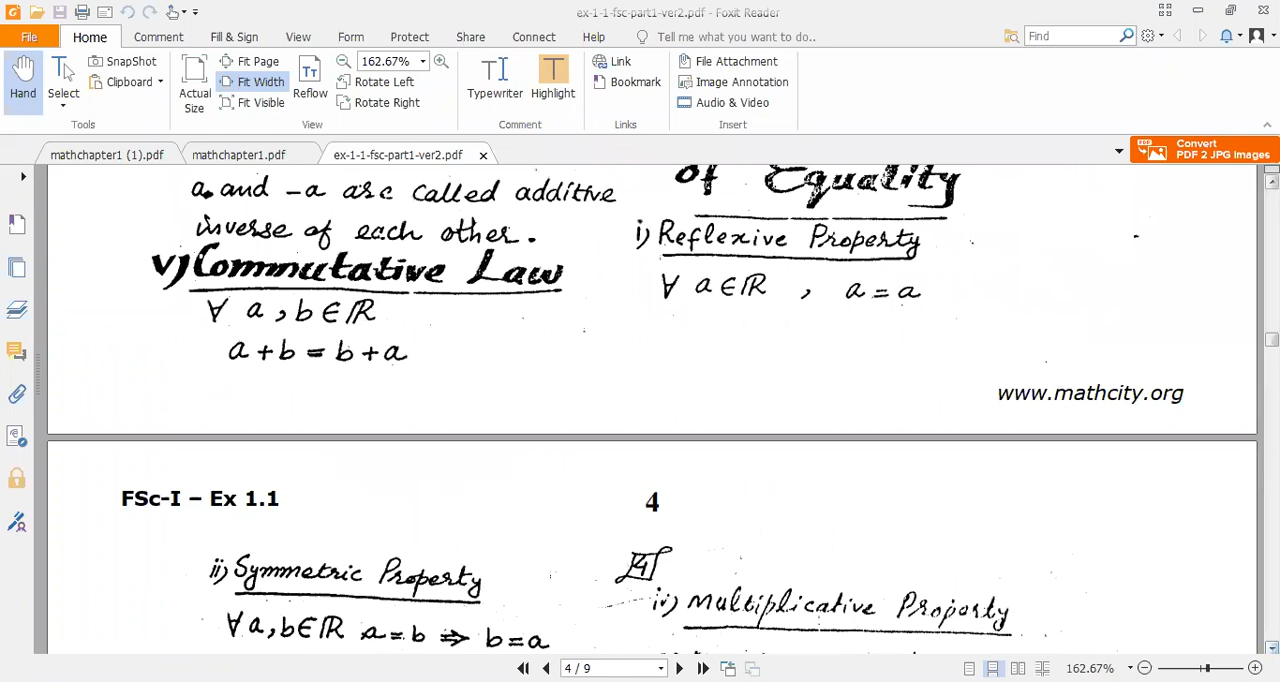 ex-1-1-fsc-part1-ver2.pdf - Foxit Reader
File Home Comment Fill & Sign View Form Protect Share Connect Help Tell me what you want to do.. Find
Hand
Select
SnapShot
Clipboard
Tools
Actual Size
Fit Page
Fit Width
Fit Visible
Reflow
162.67%
Rotate Left
Rotate Right
View
Typewriter
Highlight
Comment
Link
Bookmark
Links
File Attachment
Image Annotation
Audio & Video
Insert
mathchapter1 (1).pdf mathchapter1.pdf ex-1-1-fsc-part1-ver2.pdf
Convert
PDF 2 JPG Images
a and -a are called additive
inverse of each other.
v) Commutative Law
∀ a, b ∈ ℝ
a + b = b + a
of Equality
i) Reflexive Property
∀ a ∈ ℝ , a = a
www.mathcity.org
FSc-I – Ex 1.1
4
ii) Symmetric Property
∀ a, b ∈ ℝ a = b ⇒ b = a
4
iv) Multiplicative Property
4 / 9
162.67%